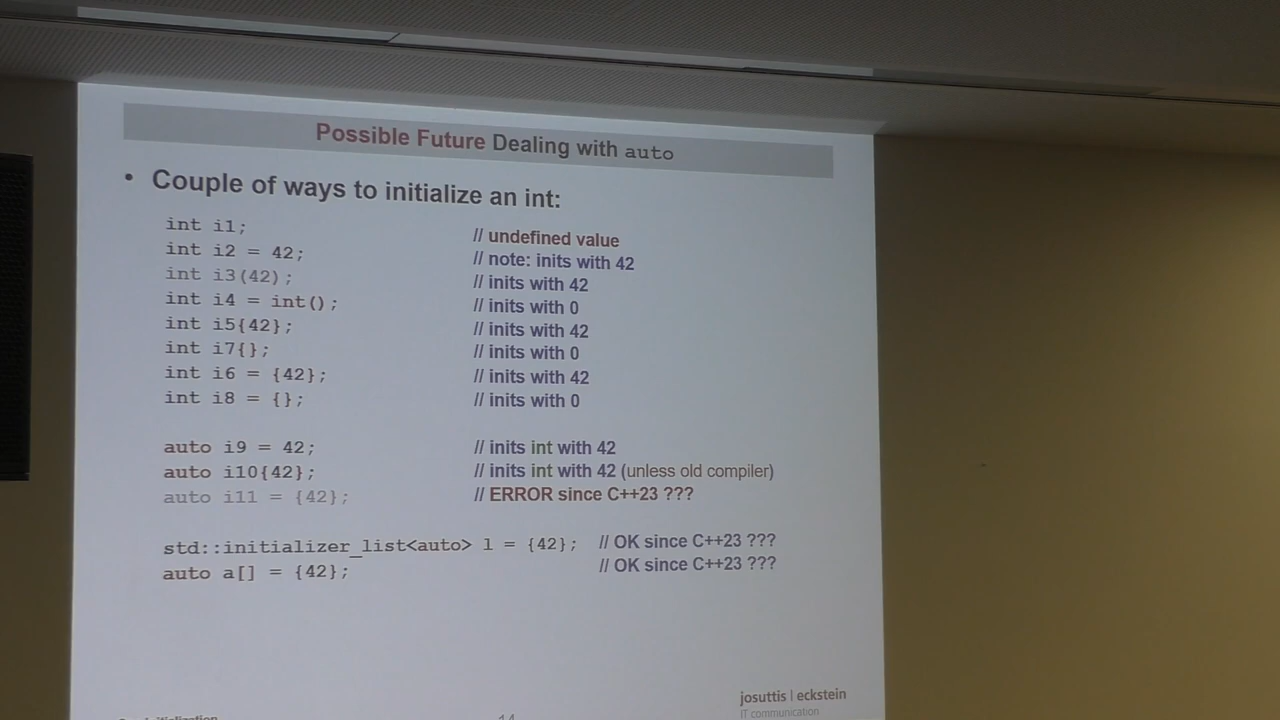 Possible Future Dealing with auto
• Couple of ways to initialize an int:
int i1; // undefined value
int i2 = 42; // note: inits with 42
int i3(42); // inits with 42
int i4 = int(); // inits with 0
int i5{42}; // inits with 42
int i7{}; // inits with 0
int i6 = {42}; // inits with 42
int i8 = {}; // inits with 0
auto i9 = 42; // inits int with 42
auto i10{42}; // inits int with 42 (unless old compiler)
auto i11 = {42}; // ERROR since C++23 ???
std::initializer_list<auto> l = {42}; // OK since C++23 ???
auto a[] = {42}; // OK since C++23 ???
josuttis | eckstein
IT communication